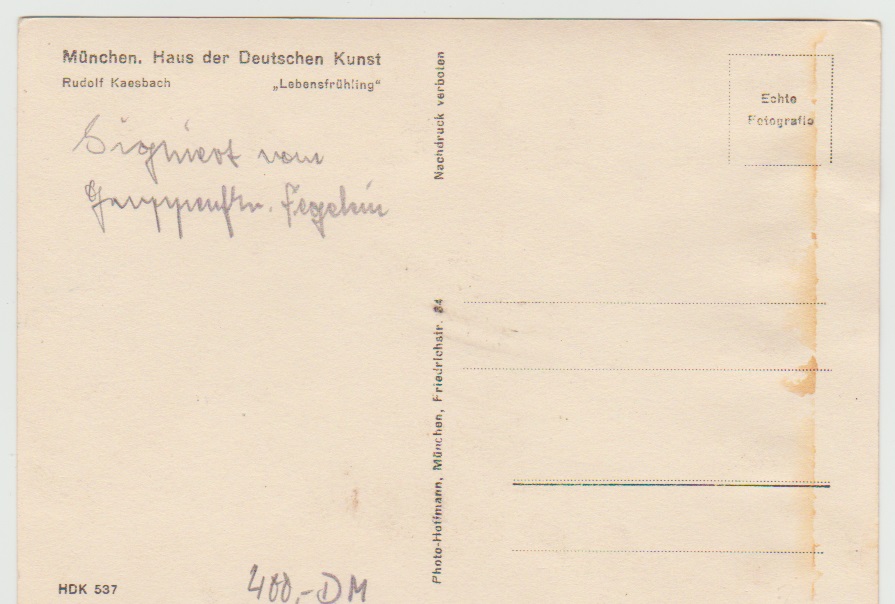 München. Haus der Deutschen Kunst
Rudolf Kaesbach „Lebensfrühling“
Signiert vom
Gruppenfhr. Fegelein
HDK 537
400,-DM
Nachdruck verboten
Photo-Hoffmann, München, Friedrichstr. 34
Echte
Fotografie